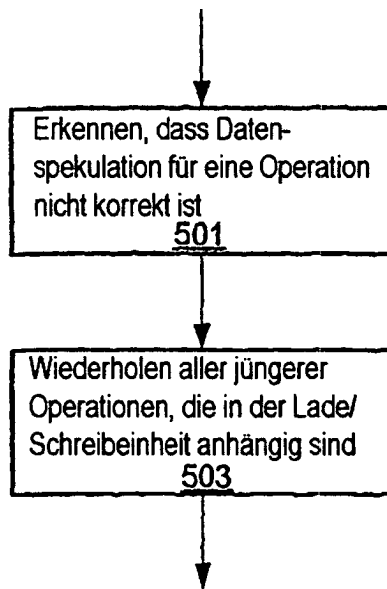 Erkennen, dass Daten-
spekulation für eine Operation
nicht korrekt ist
501
Wiederholen aller jüngerer
Operationen, die in der Lade/
Schreibeinheit anhängig sind
503